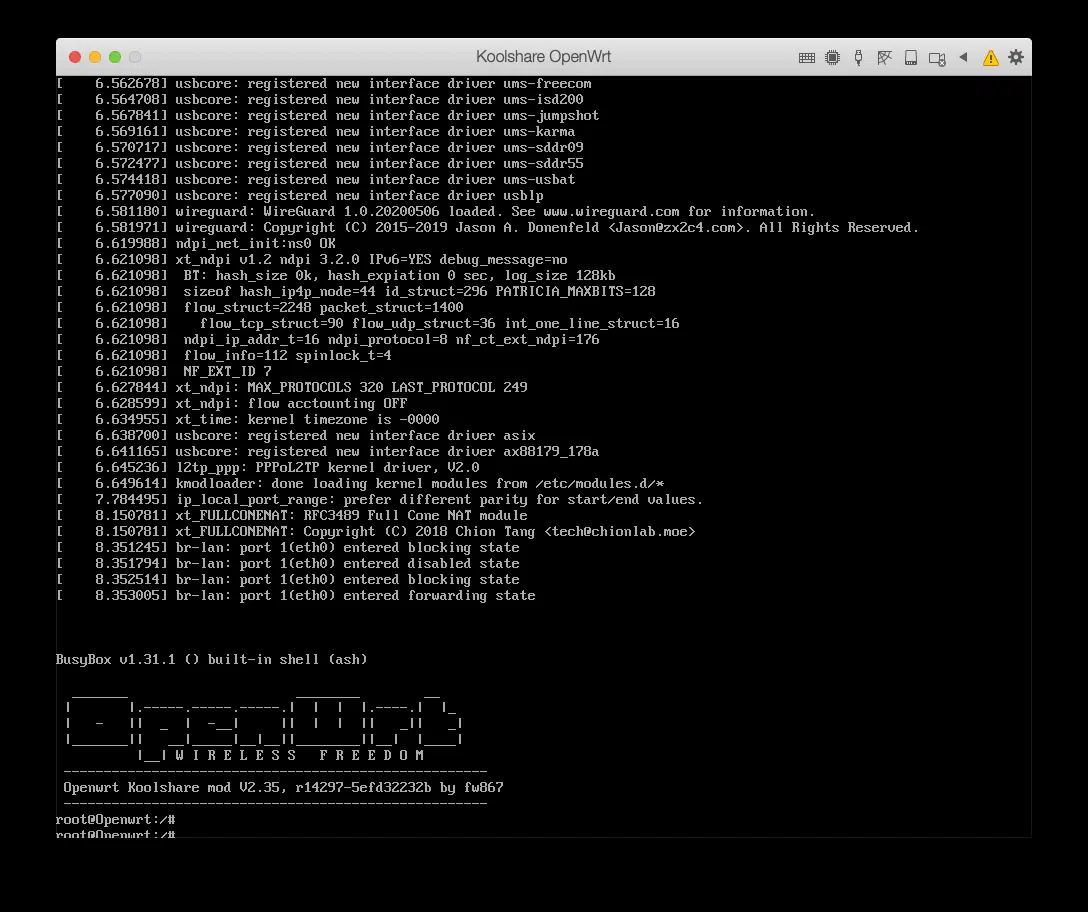 Koolshare OpenWrt
[    6.562678] usbcore: registered new interface driver ums-freecom
[    6.564708] usbcore: registered new interface driver ums-isd200
[    6.567841] usbcore: registered new interface driver ums-jumpshot
[    6.569161] usbcore: registered new interface driver ums-karma
[    6.570717] usbcore: registered new interface driver ums-sddr09
[    6.572477] usbcore: registered new interface driver ums-sddr55
[    6.574418] usbcore: registered new interface driver ums-usbat
[    6.577090] usbcore: registered new interface driver usblp
[    6.581180] wireguard: WireGuard 1.0.20200506 loaded. See www.wireguard.com for information.
[    6.581971] wireguard: Copyright (C) 2015-2019 Jason A. Donenfeld <Jason@zx2c4.com>. All Rights Reserved.
[    6.619988] ndpi_net_init:ns0 OK
[    6.621098] xt_ndpi v1.2 ndpi 3.2.0 IPv6=YES debug_message=no
[    6.621098]  BT: hash_size 0k, hash_expiation 0 sec, log_size 128kb
[    6.621098]  sizeof hash_ip4p_node=44 id_struct=296 PATRICIA_MAXBITS=128
[    6.621098]  flow_struct=2248 packet_struct=1400
[    6.621098]    flow_tcp_struct=90 flow_udp_struct=36 int_one_line_struct=16
[    6.621098]  ndpi_ip_addr_t=16 ndpi_protocol=8 nf_ct_ext_ndpi=176
[    6.621098]  flow_info=112 spinlock_t=4
[    6.621098]  NF_EXT_ID 7
[    6.627844] xt_ndpi: MAX_PROTOCOLS 320 LAST_PROTOCOL 249
[    6.628599] xt_ndpi: flow acctounting OFF
[    6.634955] xt_time: kernel timezone is -0000
[    6.638700] usbcore: registered new interface driver asix
[    6.641165] usbcore: registered new interface driver ax88179_178a
[    6.645236] l2tp_ppp: PPPoL2TP kernel driver, V2.0
[    6.649614] kmodloader: done loading kernel modules from /etc/modules.d/*
[    7.784495] ip_local_port_range: prefer different parity for start/end values.
[    8.150781] xt_FULLCONENAT: RFC3489 Full Cone NAT module
[    8.150781] xt_FULLCONENAT: Copyright (C) 2018 Chion Tang <tech@chionlab.moe>
[    8.351245] br-lan: port 1(eth0) entered blocking state
[    8.351794] br-lan: port 1(eth0) entered disabled state
[    8.352514] br-lan: port 1(eth0) entered blocking state
[    8.353005] br-lan: port 1(eth0) entered forwarding state
BusyBox v1.31.1 () built-in shell (ash)
OpenWrt
W I R E L E S S   F R E E D O M
Openwrt Koolshare mod V2.35, r14297-5efd32232b by fw867
root@Openwrt:/#
root@Openwrt:/#